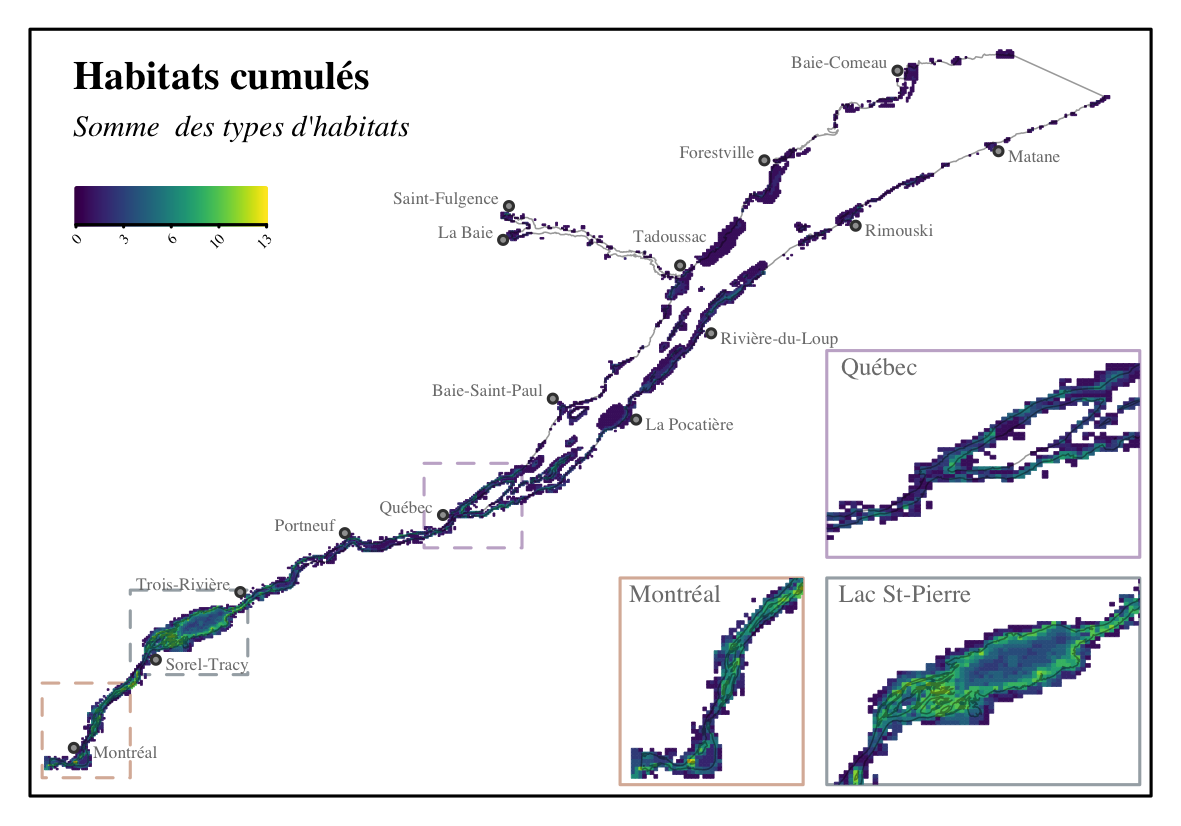 Habitats cumulés
Somme  des types d'habitats
0 3 6 10 13
Baie-Comeau
Matane
Forestville
Saint-Fulgence
La Baie
Tadoussac
Rimouski
Rivière-du-Loup
Baie-Saint-Paul
La Pocatière
Québec
Portneuf
Trois-Rivière
Sorel-Tracy
Montréal
Québec
Montréal
Lac St-Pierre